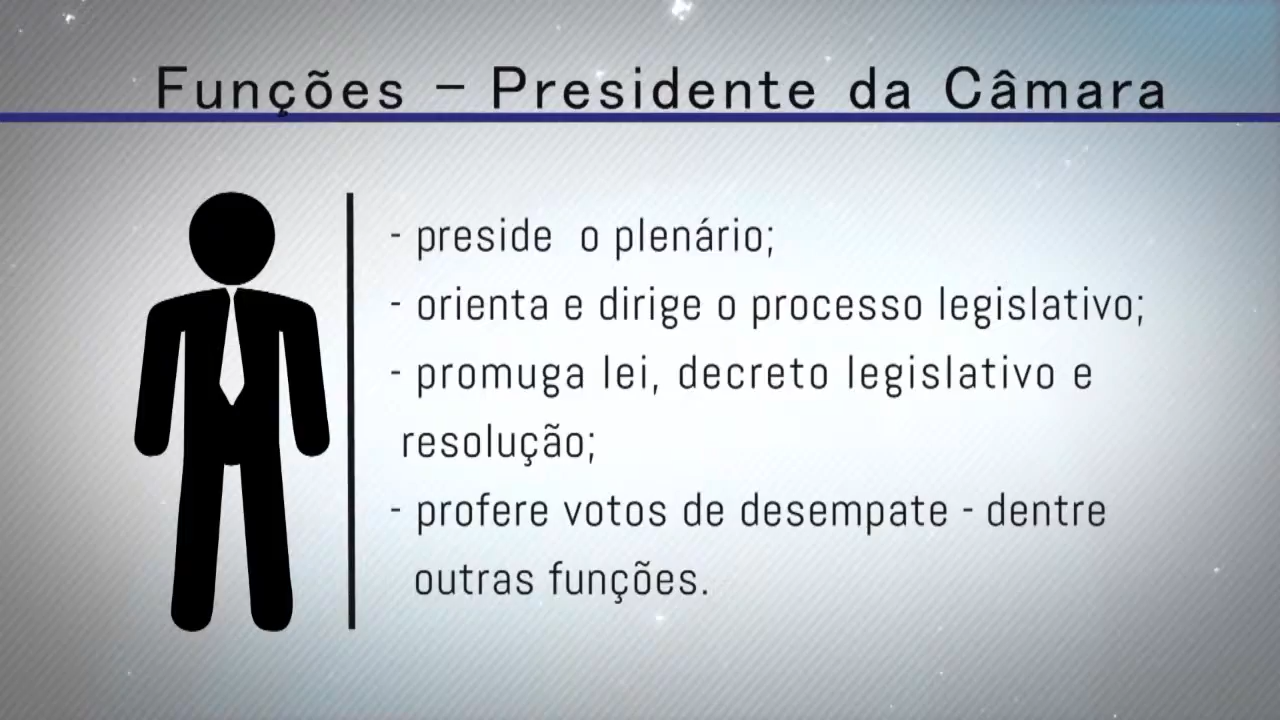 Funções - Presidente da Câmara
- preside o plenário;
- orienta e dirige o processo legislativo;
- promuga lei, decreto legislativo e
resolução;
- profere votos de desempate - dentre
outras funções.